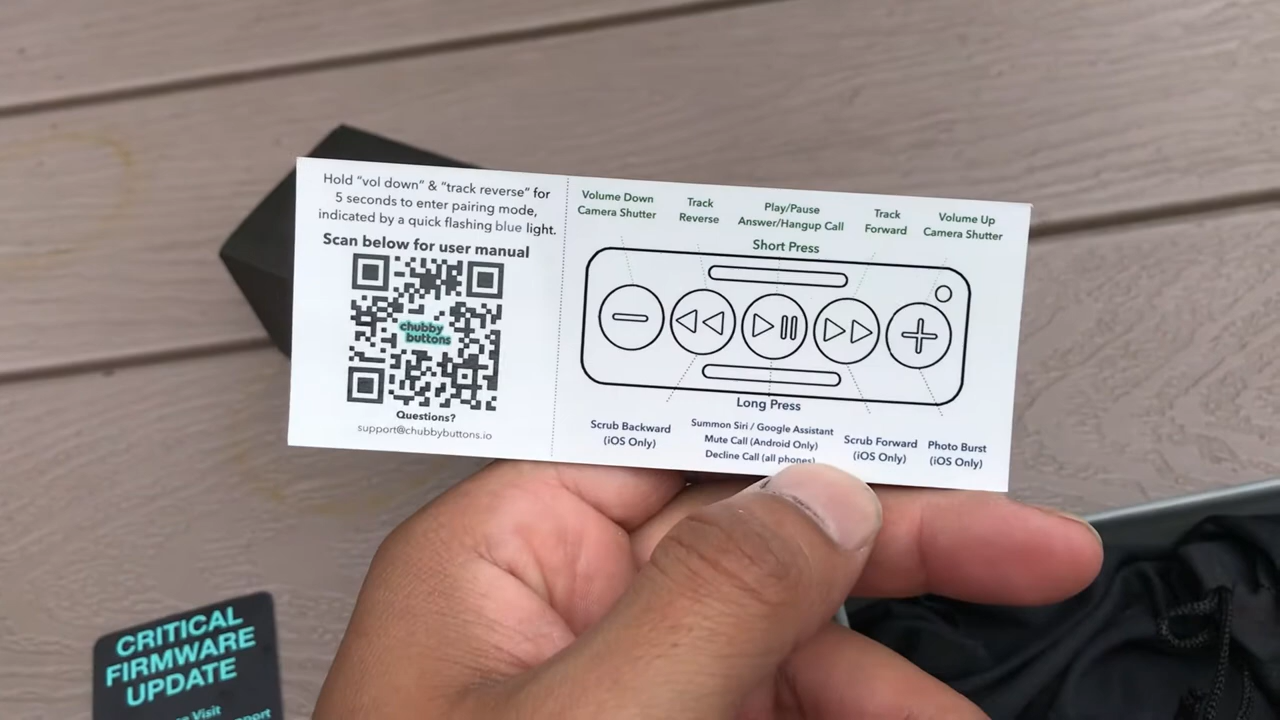 Hold “vol down” & “track reverse” for
5 seconds to enter pairing mode,
indicated by a quick flashing blue light.
Scan below for user manual
chubby
buttons
Questions?
support@chubbybuttons.io
Volume Down
Camera Shutter
Track
Reverse
Play/Pause
Answer/Hangup Call
Track
Forward
Volume Up
Camera Shutter
Short Press
Long Press
Scrub Backward
(iOS Only)
Summon Siri / Google Assistant
Mute Call (Android Only)
Decline Call (all phones)
Scrub Forward
(iOS Only)
Photo Burst
(iOS Only)
CRITICAL
FIRMWARE
UPDATE
Visit